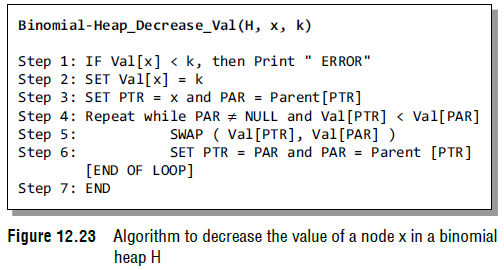 Binomial-Heap_Decrease_Val(H, x, k)
Step 1: IF Val[x] < k, then Print " ERROR"
Step 2: SET Val[x] = k
Step 3: SET PTR = x and PAR = Parent[PTR]
Step 4: Repeat while PAR ≠ NULL and Val[PTR] < Val[PAR]
Step 5: SWAP ( Val[PTR], Val[PAR] )
Step 6: SET PTR = PAR and PAR = Parent [PTR]
[END OF LOOP]
Step 7: END
Figure 12.23 Algorithm to decrease the value of a node x in a binomial
heap H